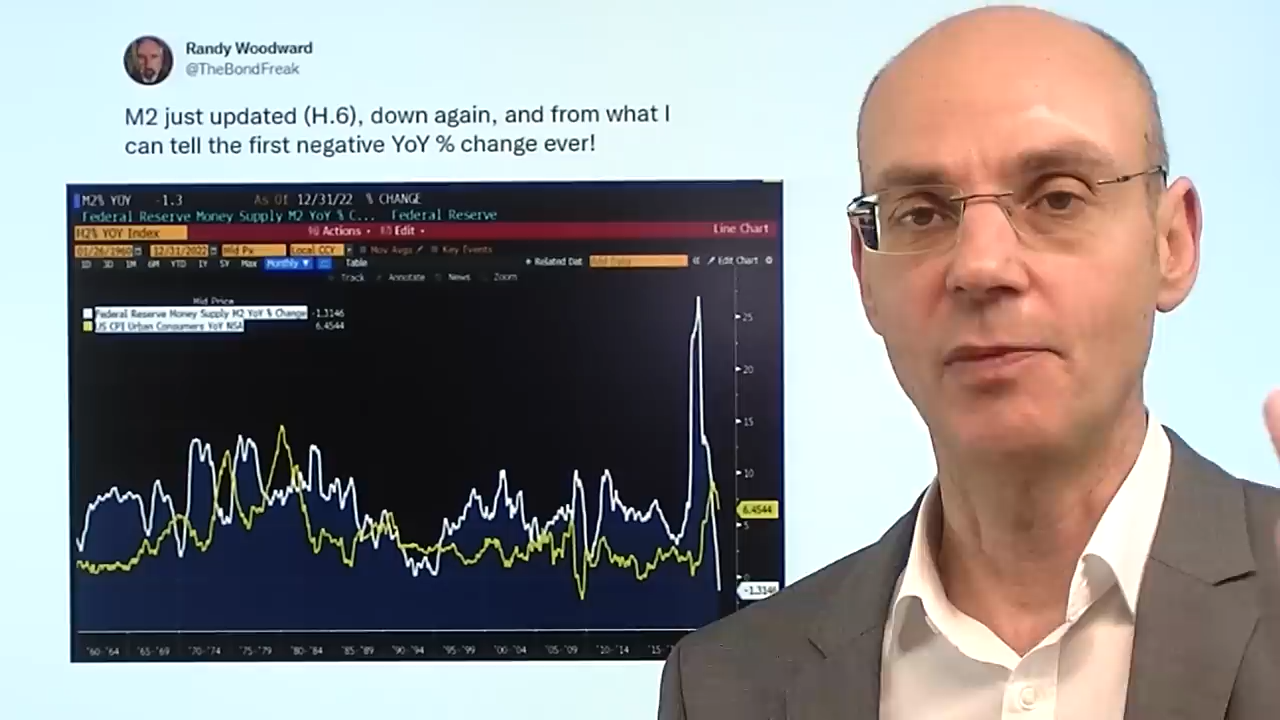 Randy Woodward
@TheBondFreak
M2 just updated (H.6), down again, and from what I
can tell the first negative YoY % change ever!
M2% YOY -1.3 As Of 12/31/22 % CHANGE
Federal Reserve Money Supply M2 YoY % C... Federal Reserve
M2% YOY Index Actions Edit Line Chart
01/26/1960 12/31/2022 Mid Px Local CCY Mov Avgs Key Events
1D 3D 1M 6M YTD 1Y 5Y Max Monthly ▼ Table + Related Dat Add Data « Edit Chart
Track Annotate News Zoom
Mid Price
Federal Reserve Money Supply M2 YoY % Change -1.3146
US CPI Urban Consumers YoY NSA 6.4544
25
20
15
10
6.4544
5
0
-1.3146
'60-'64 '65-'69 '70-'74 '75-'79 '80-'84 '85-'89 '90-'94 '95-'99 '00-'04 '05-'09 '10-'14 '15-